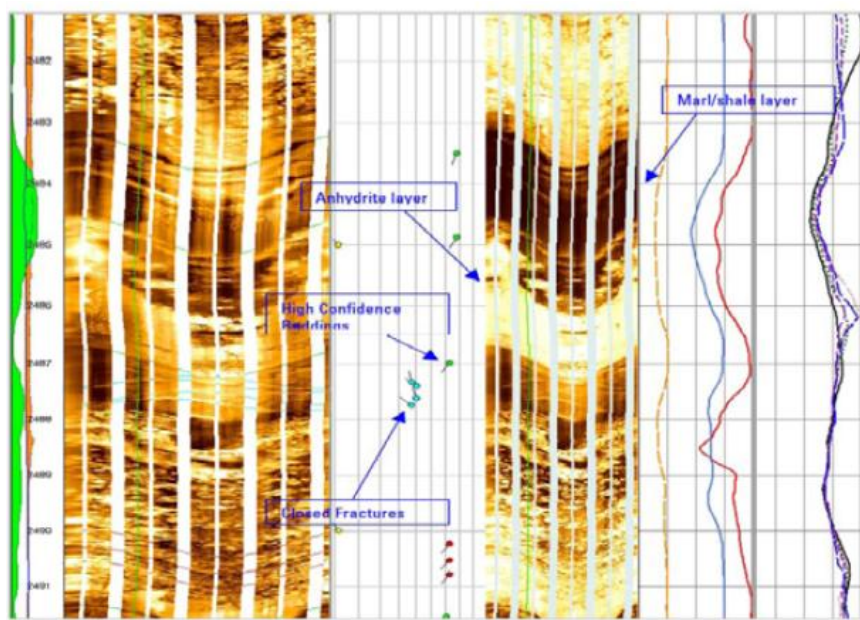 2482
Marl/shale layer
2483
2484
Anhydrite layer
2485
2486
High Confidence
Beddings
2487
2488
2489
Closed Fractures
2490
2491